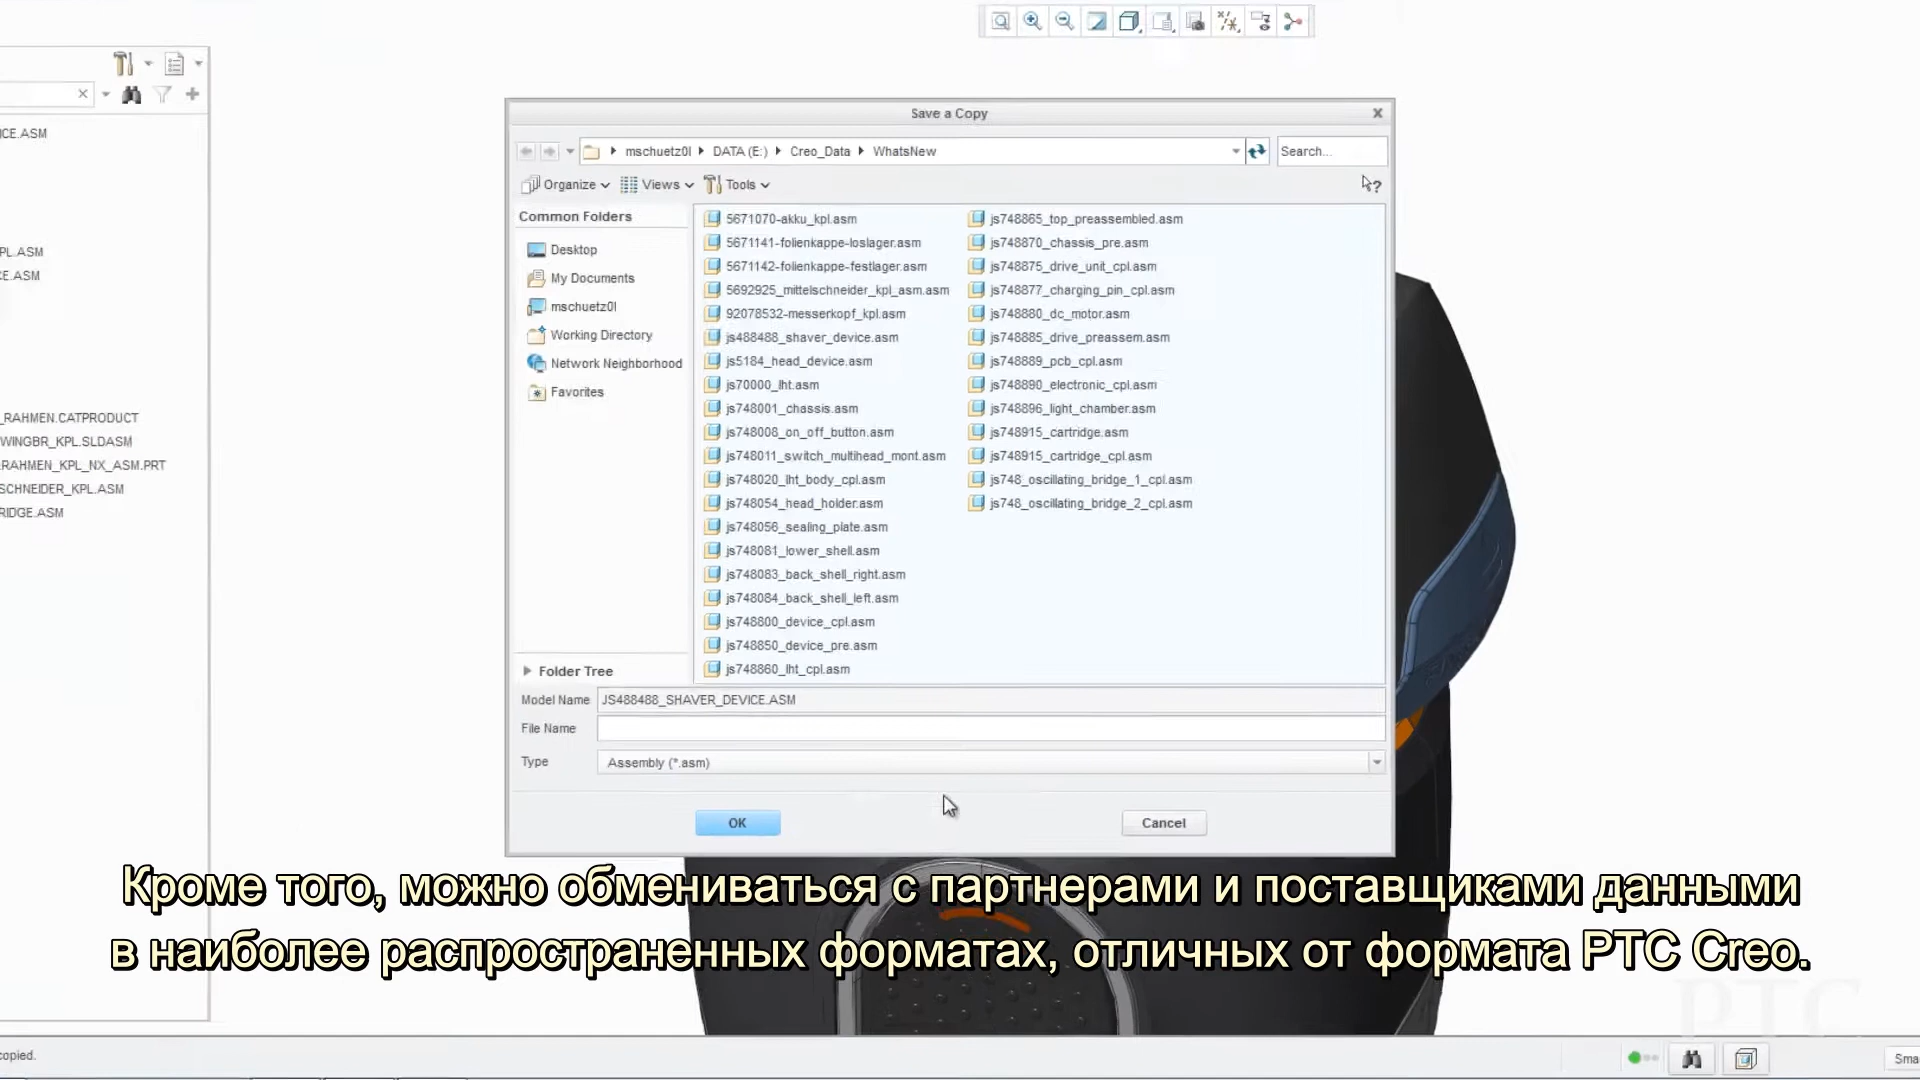 Save a Copy
mschuetz0l DATA (E:) Creo_Data WhatsNew Search...
Organize Views Tools
Common Folders
Desktop
My Documents
mschuetz0l
Working Directory
Network Neighborhood
Favorites
Folder Tree
5671070-akku_kpl.asm
5671141-folienkappe-loslager.asm
5671142-folienkappe-festlager.asm
5692925_mittelschneider_kpl_asm.asm
92078532-messerkopf_kpl.asm
js488488_shaver_device.asm
js5184_head_device.asm
js70000_lht.asm
js748001_chassis.asm
js748008_on_off_button.asm
js748011_switch_multihead_mont.asm
js748020_lht_body_cpl.asm
js748054_head_holder.asm
js748056_sealing_plate.asm
js748081_lower_shell.asm
js748083_back_shell_right.asm
js748084_back_shell_left.asm
js748800_device_cpl.asm
js748850_device_pre.asm
js748860_lht_cpl.asm
js748865_top_preassembled.asm
js748870_chassis_pre.asm
js748875_drive_unit_cpl.asm
js748877_charging_pin_cpl.asm
js748880_dc_motor.asm
js748885_drive_preassem.asm
js748889_pcb_cpl.asm
js748890_electronic_cpl.asm
js748896_light_chamber.asm
js748915_cartridge.asm
js748915_cartridge_cpl.asm
js748_oscillating_bridge_1_cpl.asm
js748_oscillating_bridge_2_cpl.asm
Model Name JS488488_SHAVER_DEVICE.ASM
File Name
Type Assembly (*.asm)
OK Cancel
ICE.ASM
PL.ASM
CE.ASM
_RAHMEN.CATPRODUCT
WINGBR_KPL.SLDASM
RAHMEN_KPL_NX_ASM.PRT
SCHNEIDER_KPL.ASM
RIDGE.ASM
Кроме того, можно обмениваться с партнерами и поставщиками данными
в наиболее распространенных форматах, отличных от формата PTC Creo.
PTC
copied.
Sma